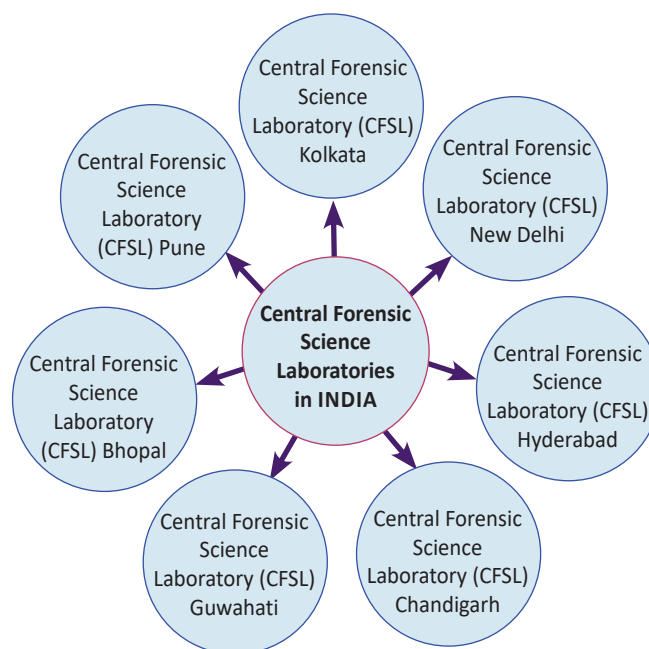 Central Forensic
Science
Laboratory (CFSL)
Kolkata
Central Forensic
Science
Laboratory (CFSL)
New Delhi
Central Forensic
Science
Laboratory (CFSL)
Hyderabad
Central Forensic
Science
Laboratory (CFSL)
Chandigarh
Central Forensic
Science
Laboratory (CFSL)
Guwahati
Central Forensic
Science
Laboratory
(CFSL) Bhopal
Central Forensic
Science
Laboratory
(CFSL) Pune
Central Forensic
Science
Laboratories
in INDIA